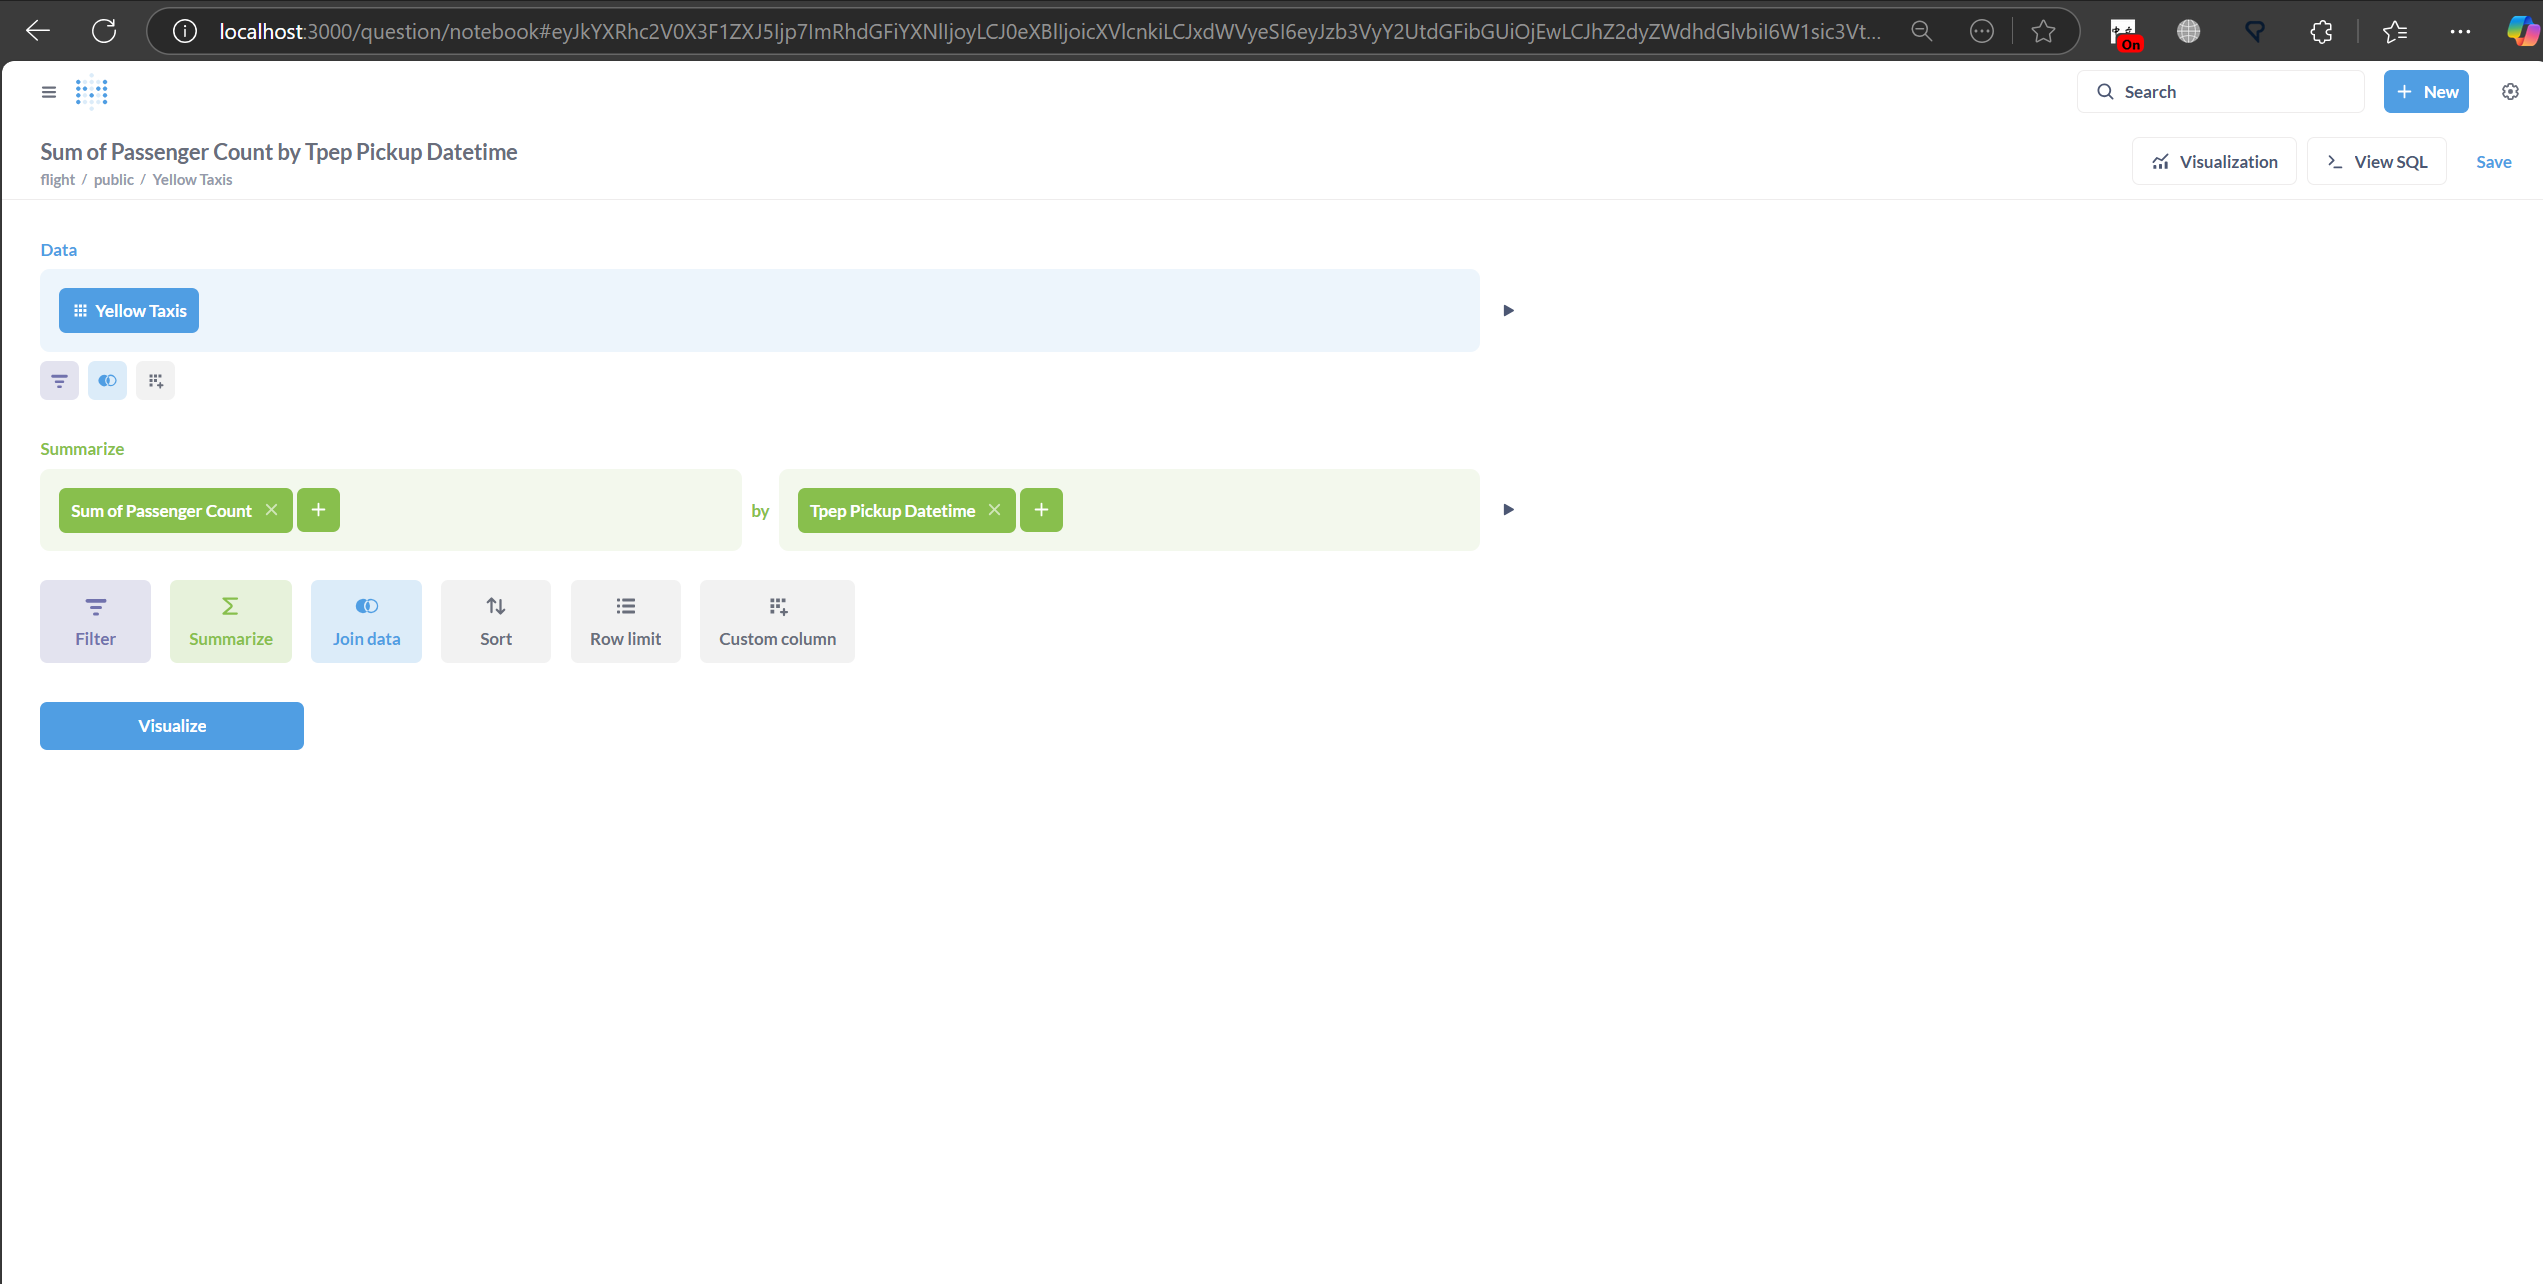 localhost:3000/question/notebook#eyJkYXRhc2V0X3F1ZXJ5Ijp7ImRhdGFiYXNlIjoyLCJ0eXBlIjoicXVlcnkiLCJxdWVyeSI6eyJzb3VyY2UtdGFibGUiOjEwLCJhZ2dyZWdhdGlvbiI6W1sic3Vt...
On
Search
New
Sum of Passenger Count by Tpep Pickup Datetime
flight / public / Yellow Taxis
Visualization
View SQL
Save
Data
Yellow Taxis
Summarize
Sum of Passenger Count
by
Tpep Pickup Datetime
Filter
Summarize
Join data
Sort
Row limit
Custom column
Visualize